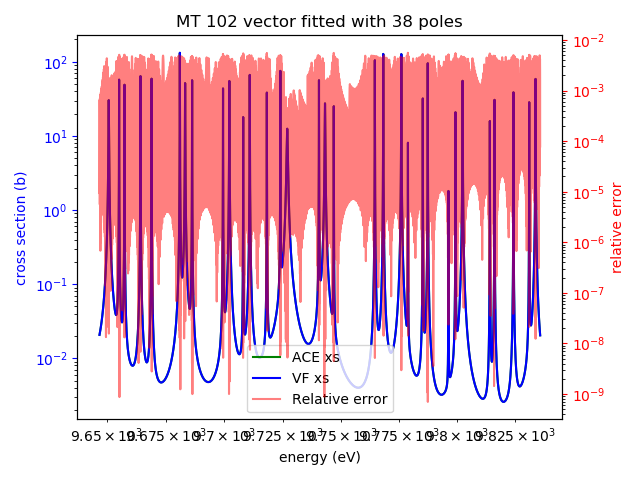 MT 102 vector fitted with 38 poles
cross section (b)
10²
10¹
10⁰
10⁻¹
10⁻²
10⁻²
10⁻³
10⁻⁴
10⁻⁵
10⁻⁶
10⁻⁷
10⁻⁸
10⁻⁹
relative error
ACE xs
VF xs
Relative error
9.65 × 10³ 9.675 × 10³ 9.7 × 10³ 9.725 × 10³ 9.75 × 10³ 9.775 × 10³ 9.8 × 10³ 9.825 × 10³
energy (eV)